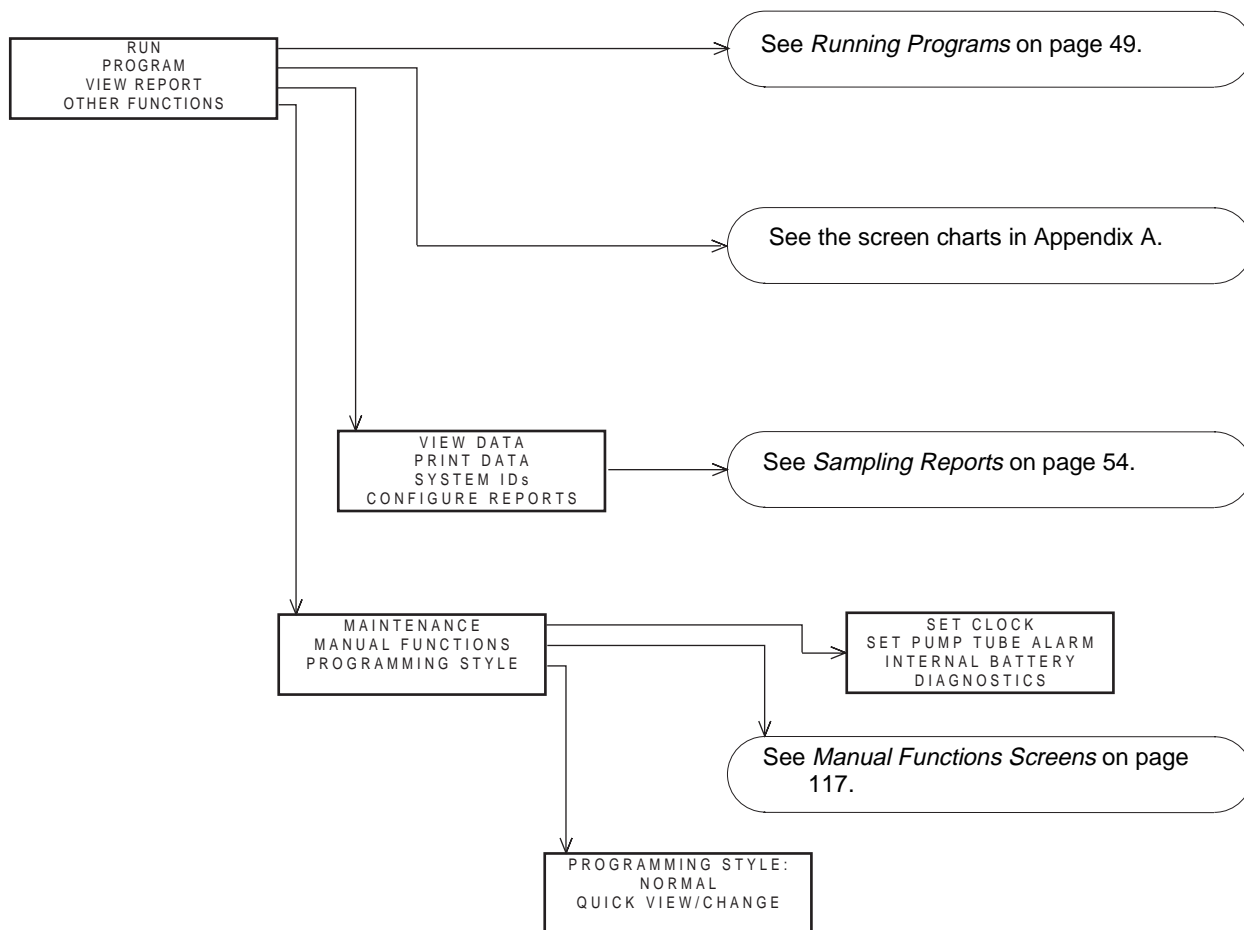 RUN
PROGRAM
VIEW REPORT
OTHER FUNCTIONS
See Running Programs on page 49.
See the screen charts in Appendix A.
VIEW DATA
PRINT DATA
SYSTEM IDs
CONFIGURE REPORTS
See Sampling Reports on page 54.
MAINTENANCE
MANUAL FUNCTIONS
PROGRAMMING STYLE
SET CLOCK
SET PUMP TUBE ALARM
INTERNAL BATTERY
DIAGNOSTICS
See Manual Functions Screens on page
117.
PROGRAMMING STYLE:
NORMAL
QUICK VIEW/CHANGE